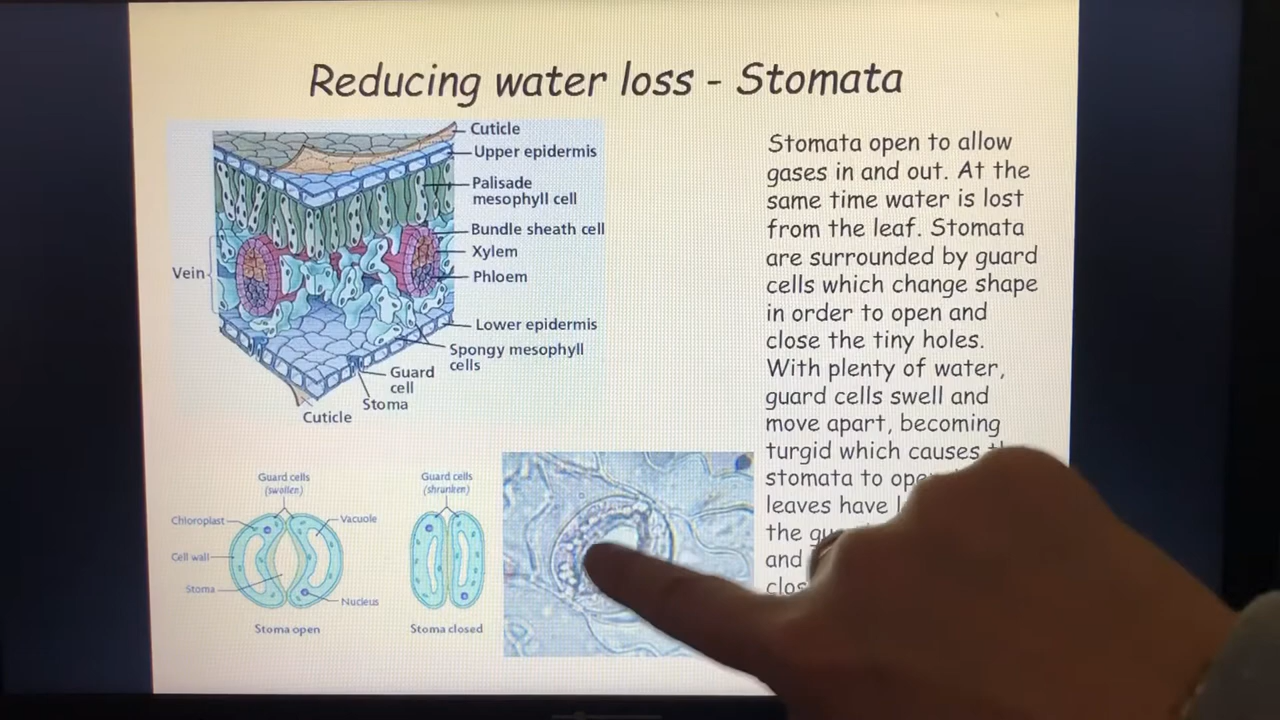 Reducing water loss - Stomata
Cuticle
Upper epidermis
Palisade
mesophyll cell
Bundle sheath cell
Xylem
Phloem
Vein
Lower epidermis
Spongy mesophyll
cells
Guard
cell
Stoma
Cuticle
Guard cells
(swollen)
Chloroplast
Vacuole
Cell wall
Stoma
Nucleus
Stoma open
Guard cells
(shrunken)
Stoma closed
Stomata open to allow
gases in and out. At the
same time water is lost
from the leaf. Stomata
are surrounded by guard
cells which change shape
in order to open and
close the tiny holes.
With plenty of water,
guard cells swell and
move apart, becoming
turgid which causes
stomata to
leaves have
the
and